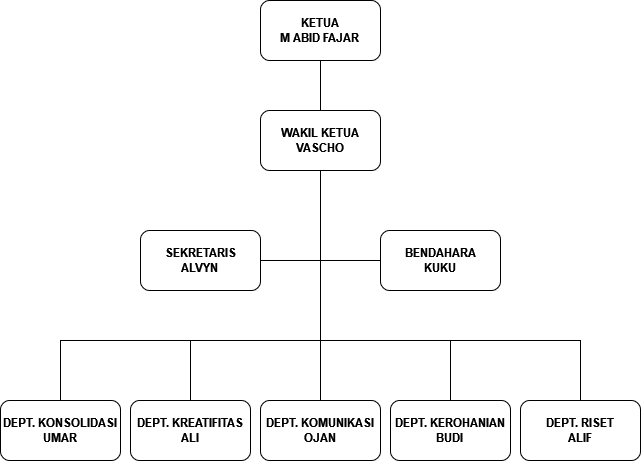 KETUA
M ABID FAJAR
WAKIL KETUA
VASCHO
SEKRETARIS
ALVYN
BENDAHARA
KUKU
DEPT. KONSOLIDASI
UMAR
DEPT. KREATIFITAS
ALI
DEPT. KOMUNIKASI
OJAN
DEPT. KEROHANIAN
BUDI
DEPT. RISET
ALIF